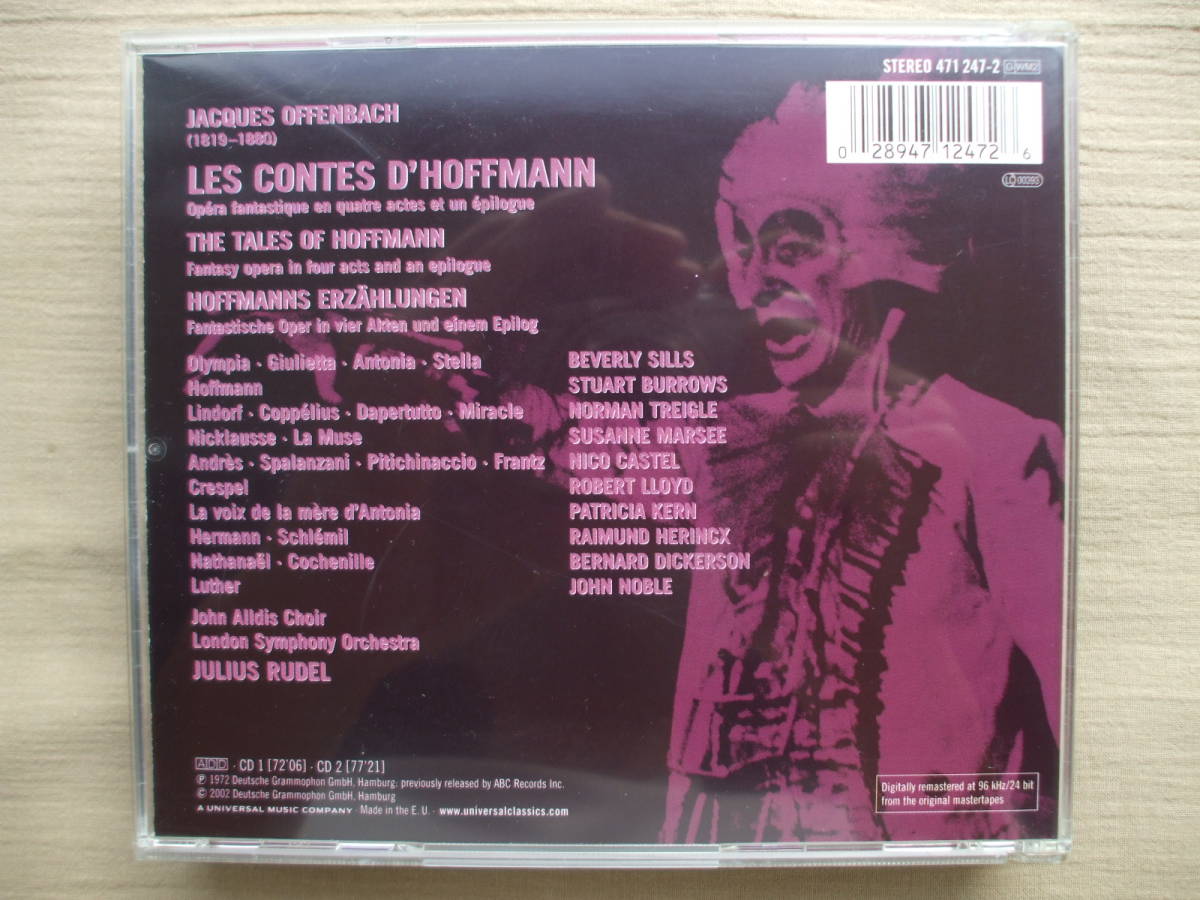 STEREO 471 247-2
0 28947 12472 6
JACQUES OFFENBACH
(1819–1880)
LES CONTES D'HOFFMANN
Opéra fantastique en quatre actes et un épilogue
THE TALES OF HOFFMANN
Fantasy opera in four acts and an epilogue
HOFFMANNS ERZÄHLUNGEN
Fantastische Oper in vier Akten und einem Epilog
Olympia · Giulietta · Antonia · Stella BEVERLY SILLS
Hoffmann STUART BURROWS
Lindorf · Coppélius · Dapertutto · Miracle NORMAN TREIGLE
Nicklausse · La Muse SUSANNE MARSEE
Andrès · Spalanzani · Pitichinaccio · Frantz NICO CASTEL
Crespel ROBERT LLOYD
La voix de la mère d'Antonia PATRICIA KERN
Hermann · Schlémil RAIMUND HERINCX
Nathanaël · Cochenille BERNARD DICKERSON
Luther JOHN NOBLE
John Alldis Choir
London Symphony Orchestra
JULIUS RUDEL
ADD · CD 1 [72'06] · CD 2 [77'21]
℗ 1972 Deutsche Grammophon GmbH, Hamburg: previously released by ABC Records Inc.
© 2002 Deutsche Grammophon GmbH, Hamburg
A UNIVERSAL MUSIC COMPANY · Made in the E. U. · www.universalclassics.com
Digitally remastered at 96 kHz/24 bit
from the original mastertapes